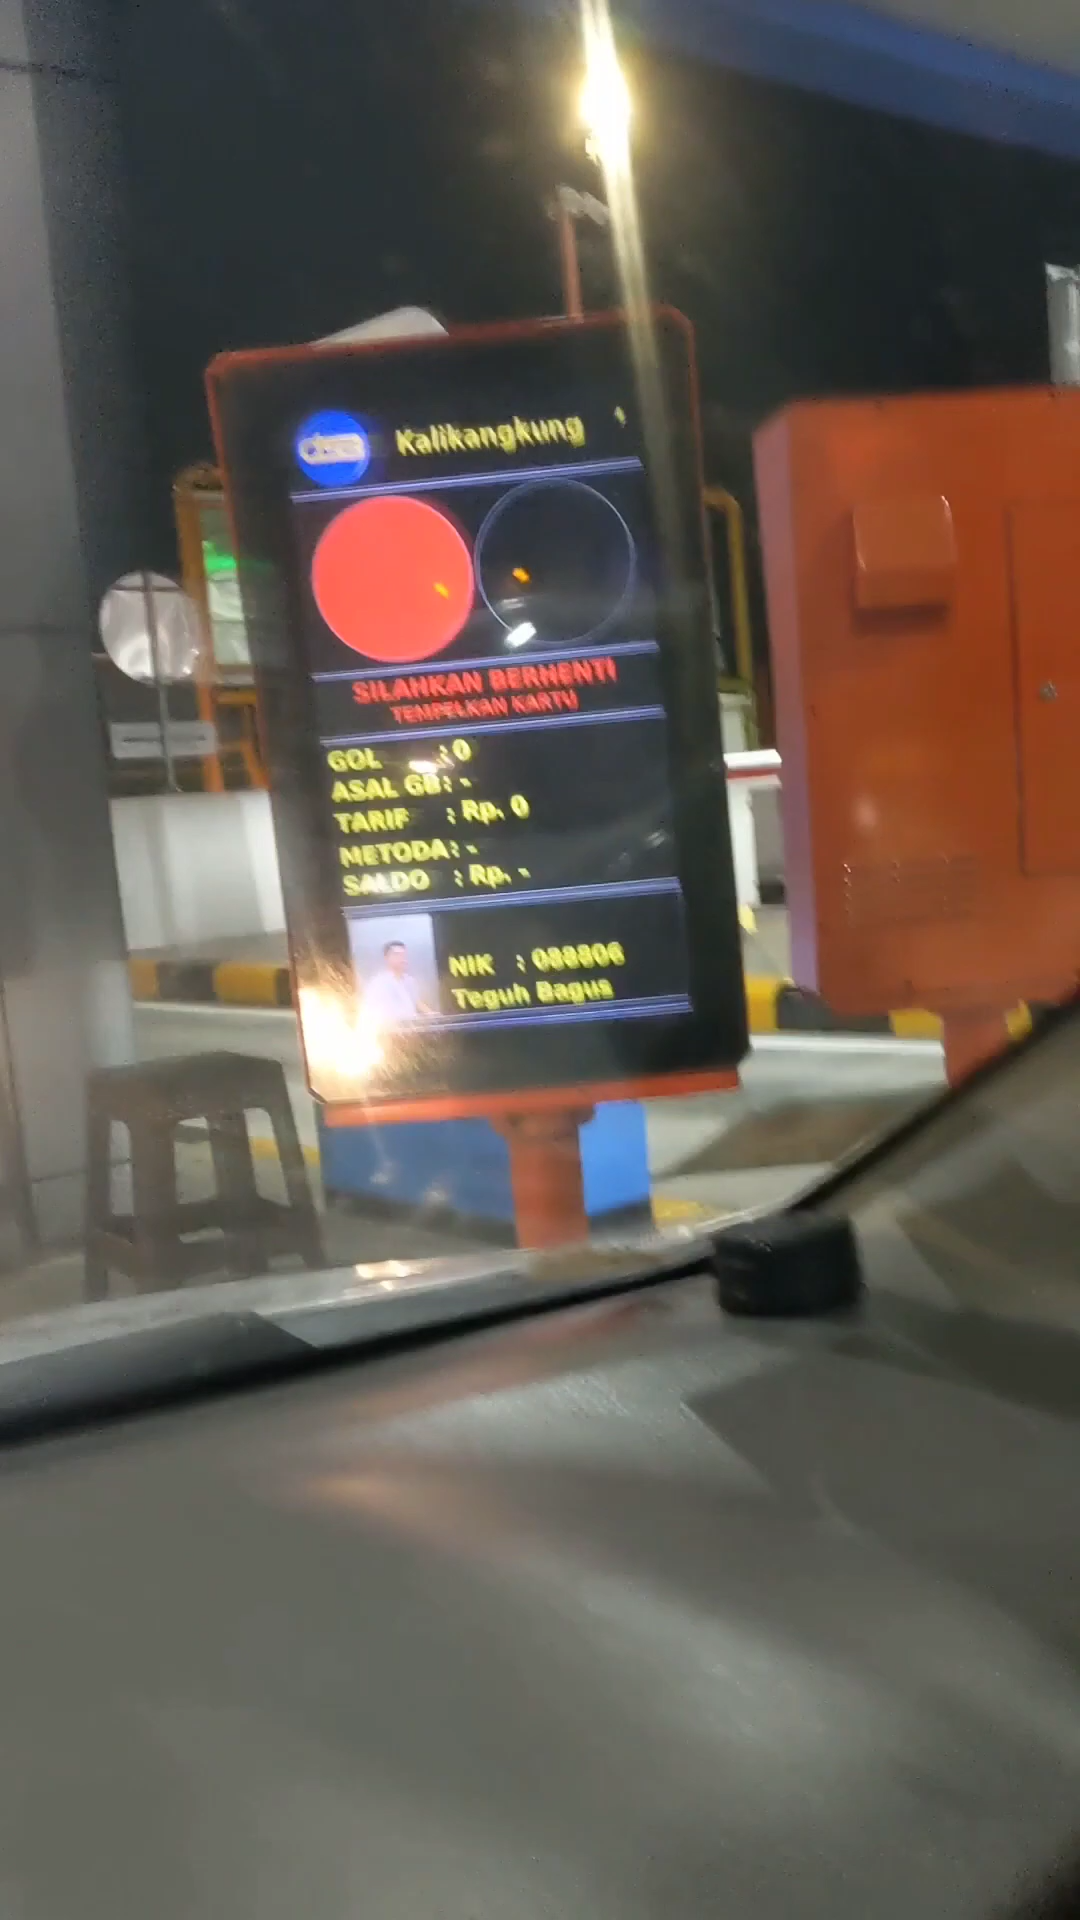 Kalikangkung
SILAHKAN BERHENTI
TEMPELKAN KARTU
GOL : 0
ASAL GB : -
TARIF : Rp. 0
METODA : -
SALDO : Rp. -
NIK : 088806
Teguh Bagus